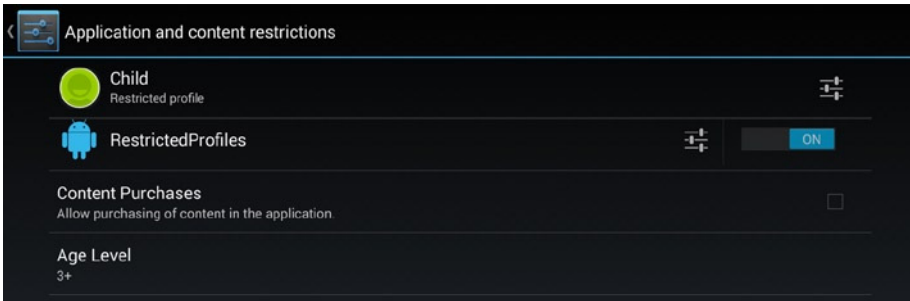 Application and content restrictions
Child
Restricted profile
RestrictedProfiles
ON
Content Purchases
Allow purchasing of content in the application.
Age Level
3+